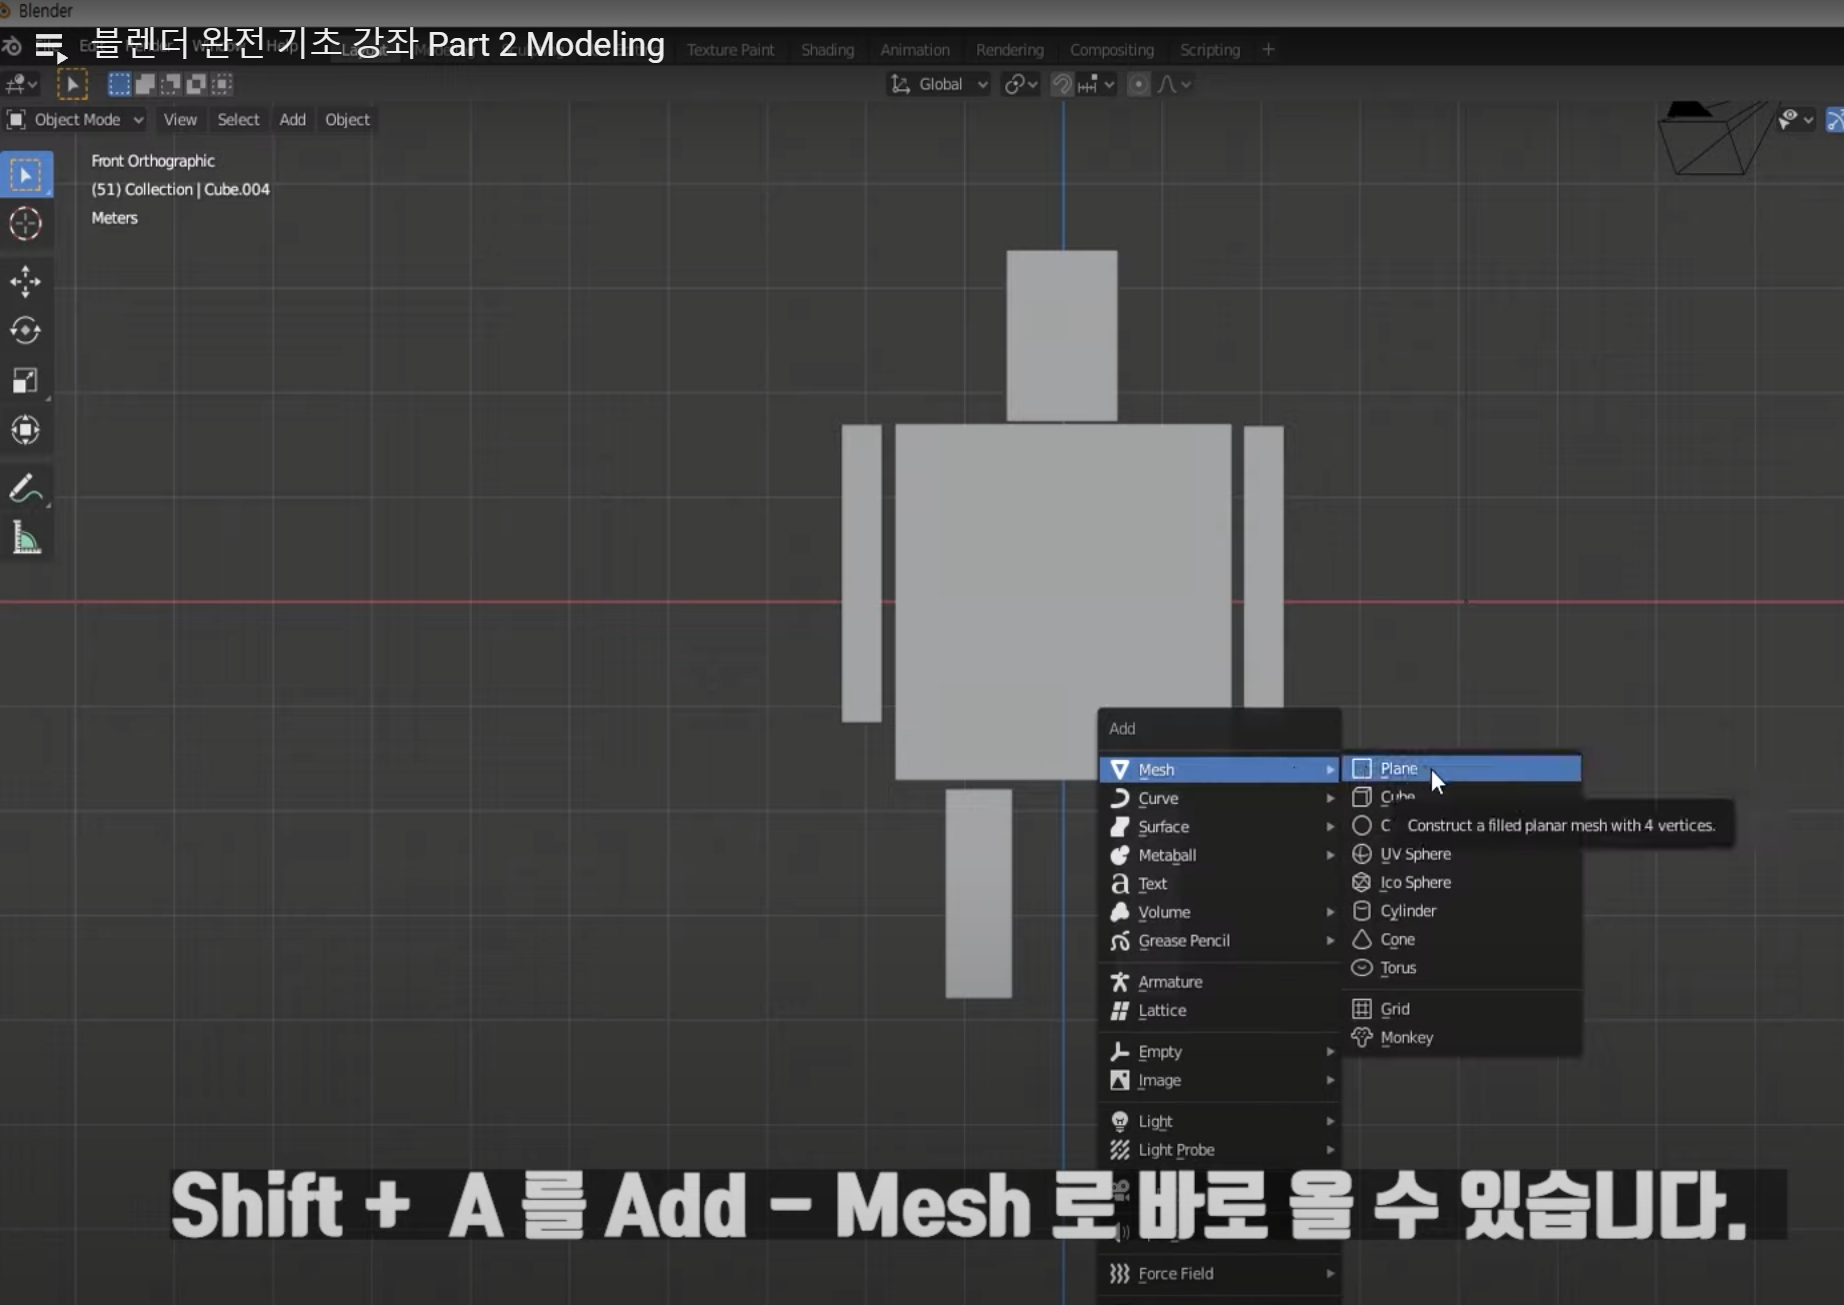 Blender
블렌더 완전 기초 강좌 Part 2 Modeling
Texture Paint Shading Animation Rendering Compositing Scripting +
Global
Object Mode View Select Add Object
Front Orthographic
(51) Collection | Cube.004
Meters
Add
Mesh
Curve
Surface
Metaball
Text
Volume
Grease Pencil
Armature
Lattice
Empty
Image
Light
Light Probe
Force Field
Plane
Cube
C
Construct a filled planar mesh with 4 vertices.
UV Sphere
Ico Sphere
Cylinder
Cone
Torus
Grid
Monkey
Shift + A 를 Add - Mesh 로 바로 올 수 있습니다.